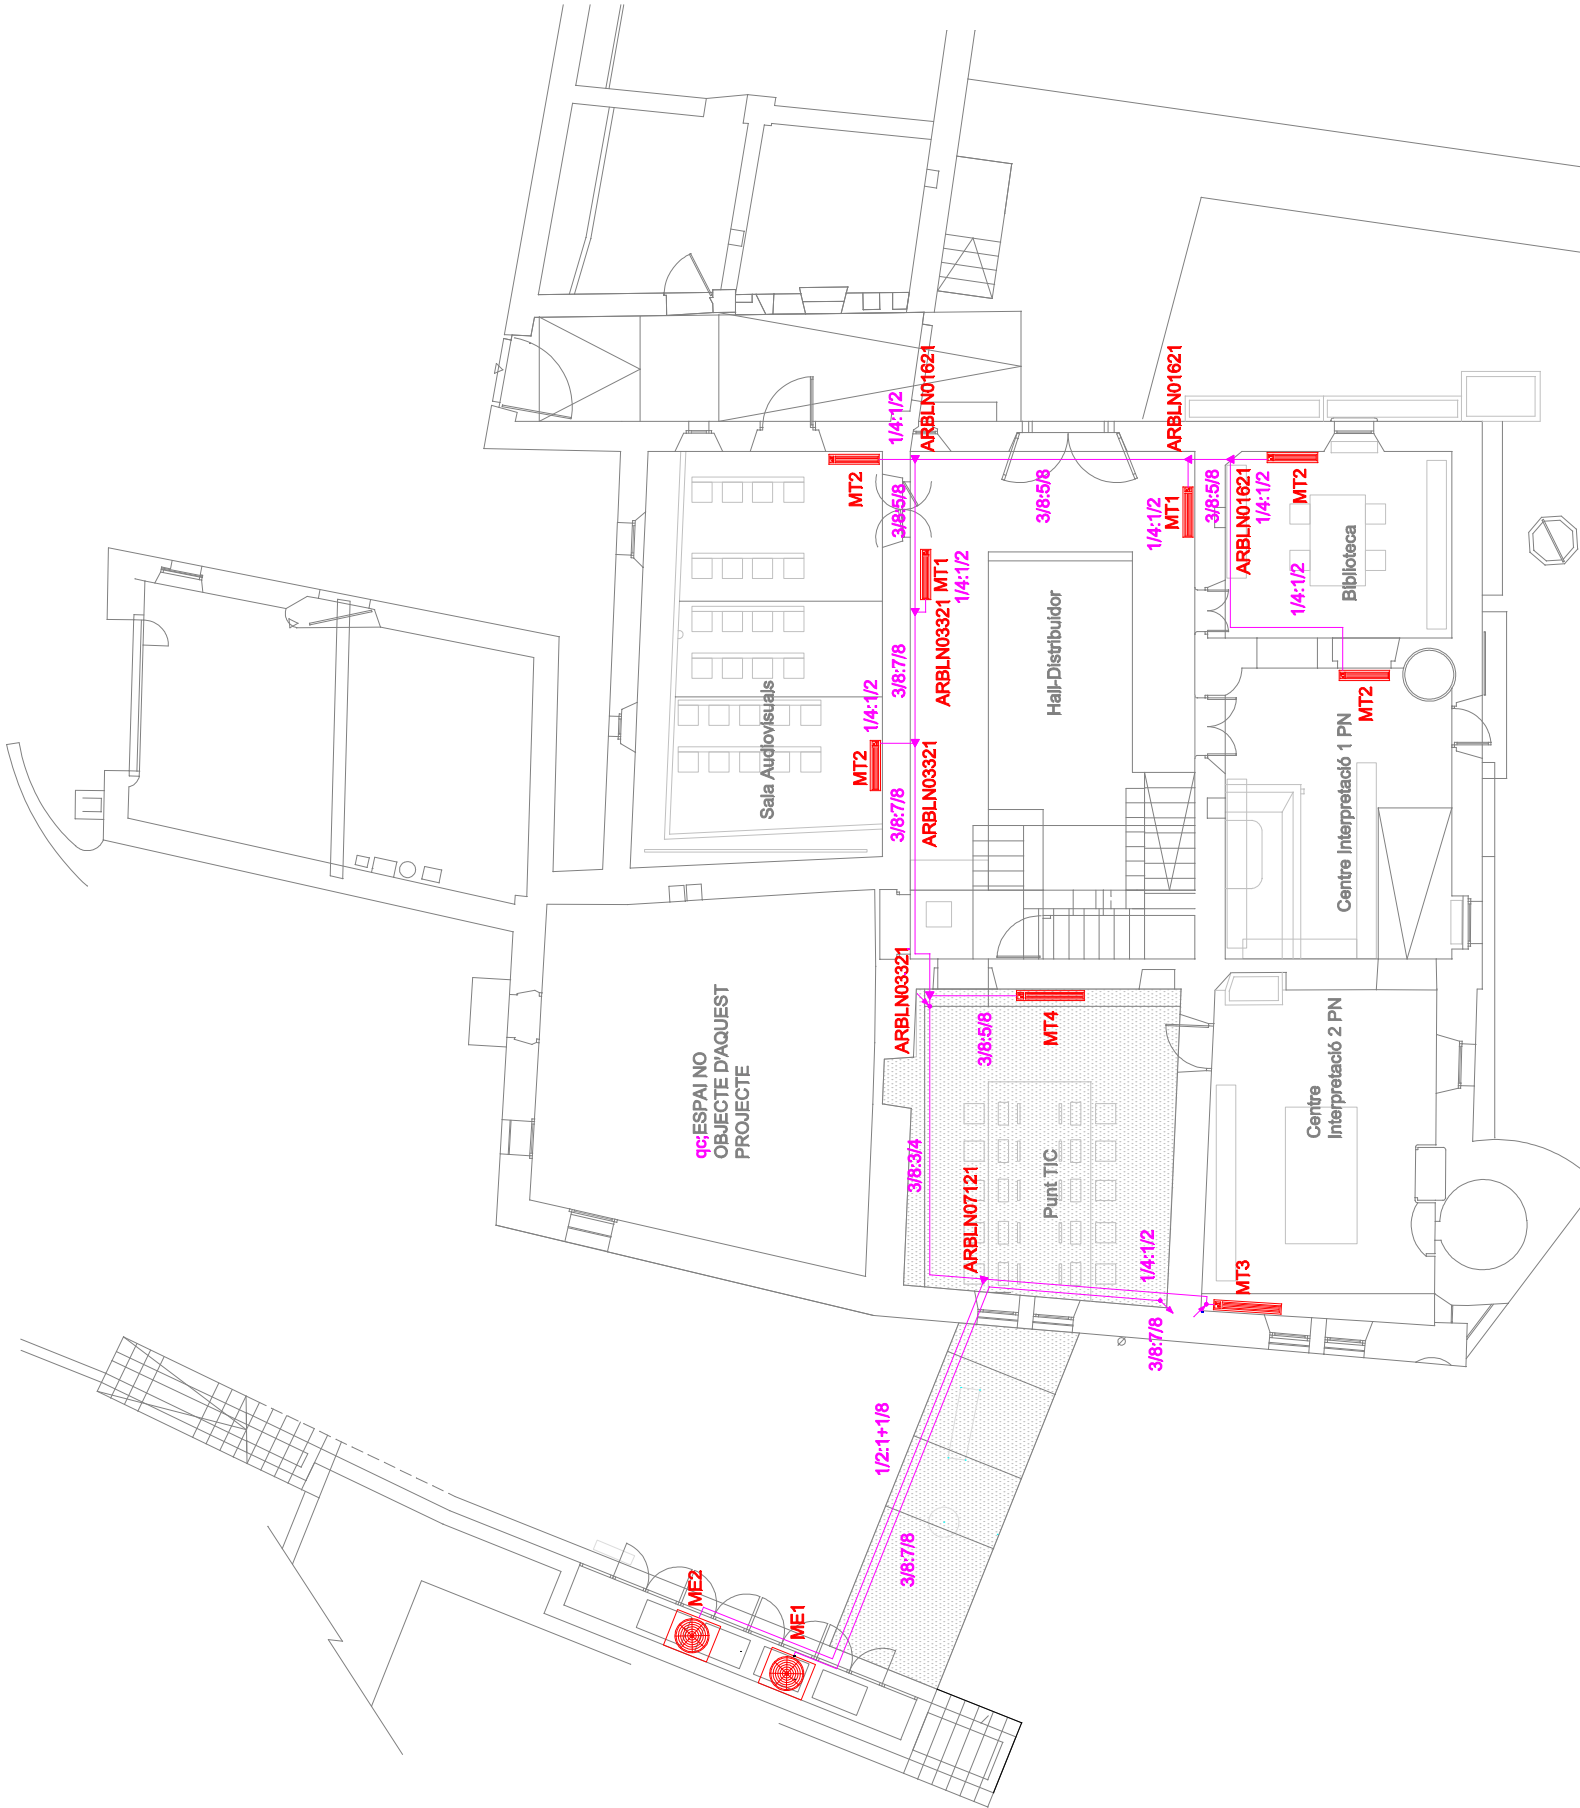 ARBLN01621
1/4:1/2
ARBLN01621
MT2
3/8:5/8
3/8:5/8
1/4:1/2
MT1
3/8:5/8
ARBLN01621
1/4:1/2
MT2
MT1
1/4:1/2
1/4:1/2
Biblioteca
ARBLN03321
3/8:7/8
Hall-Distribuidor
1/4:1/2
MT2
Sala Audiovisuals
MT2
3/8:7/8
ARBLN03321
Centre Interpretació 1 PN
ARBLN03321
3/8:5/8
MT4
qc;ESPAI NO
OBJECTE D'AQUEST
PROJECTE
Centre
Interpretació 2 PN
3/8:3/4
ARBLN07121
Punt TIC
1/4:1/2
MT3
3/8:7/8
1/2:1+1/8
3/8:7/8
ME2
ME1